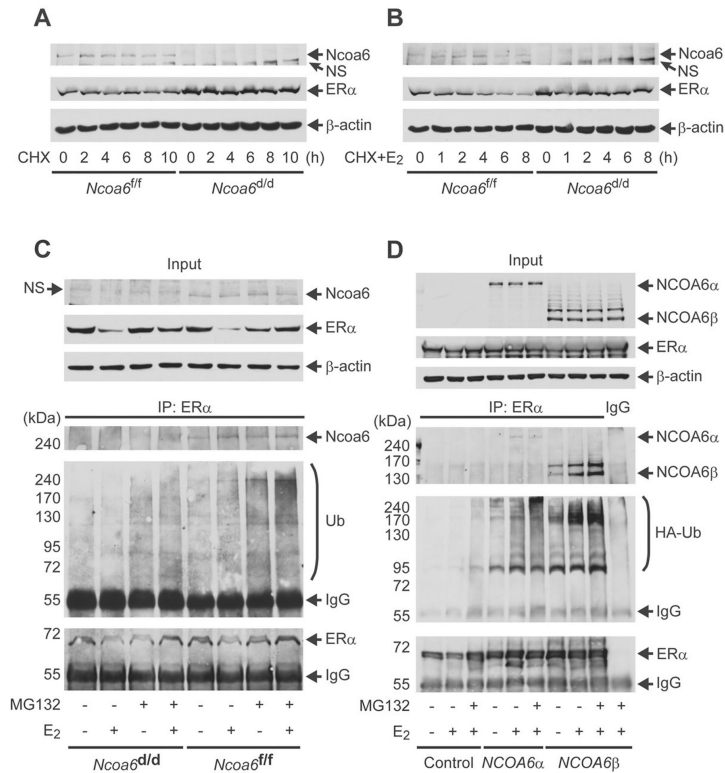 A
Ncoa6
NS
ERα
β-actin
CHX 0 2 4 6 8 10 0 2 4 6 8 10 (h)
Ncoa6f/f Ncoa6d/d
B
Ncoa6
NS
ERα
β-actin
CHX+E2 0 1 2 4 6 8 0 1 2 4 6 8 (h)
Ncoa6f/f Ncoa6d/d
C
Input
NS Ncoa6
ERα
β-actin
IP: ERα
(kDa)
240 Ncoa6
240
170
130
Ub
95
72
55 IgG
72 ERα
55 IgG
MG132 - - + + - - + +
E2 - + - + - + - +
Ncoa6d/d Ncoa6f/f
D
Input
NCOA6α
NCOA6β
ERα
β-actin
(kDa) IP: ERα IgG
240 NCOA6α
170
130 NCOA6β
240
170
130
HA-Ub
95
72
55 IgG
72 ERα
55 IgG
MG132 - - + - - + - - + +
E2 - + + - + + - + + +
Control NCOA6α NCOA6β